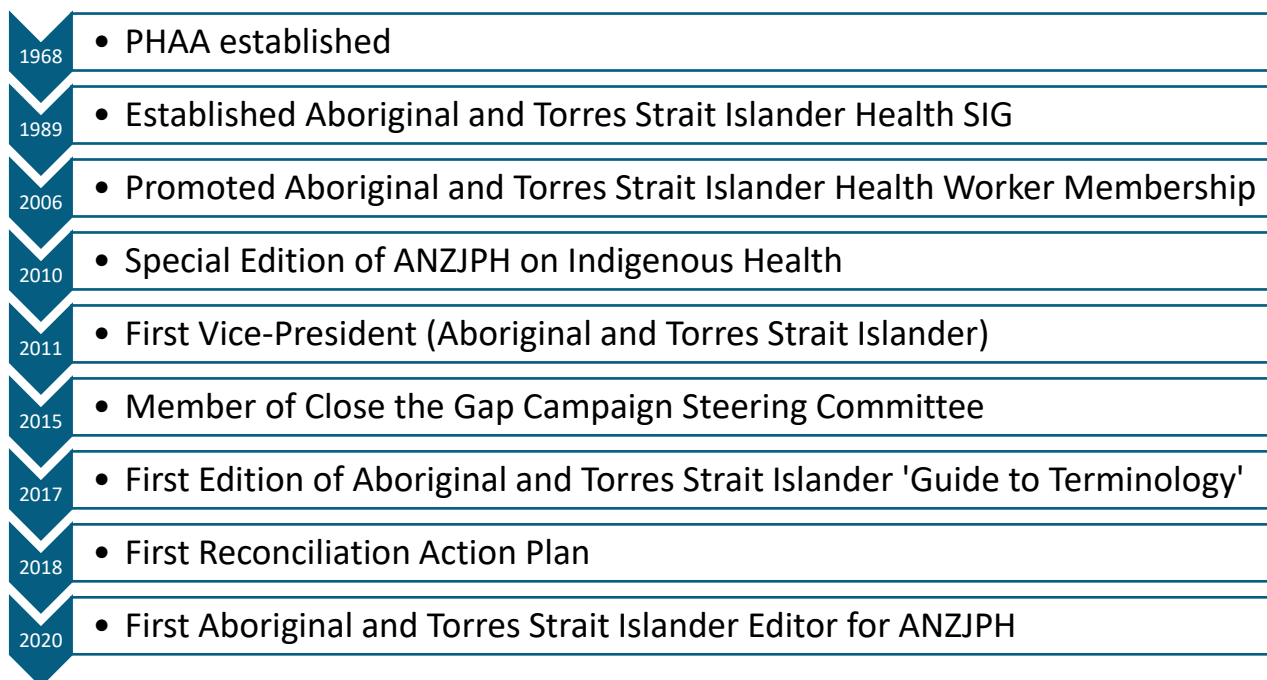 1968
• PHAA established
1989
• Established Aboriginal and Torres Strait Islander Health SIG
2006
• Promoted Aboriginal and Torres Strait Islander Health Worker Membership
2010
• Special Edition of ANZJPH on Indigenous Health
2011
• First Vice-President (Aboriginal and Torres Strait Islander)
2015
• Member of Close the Gap Campaign Steering Committee
2017
• First Edition of Aboriginal and Torres Strait Islander 'Guide to Terminology'
2018
• First Reconciliation Action Plan
2020
• First Aboriginal and Torres Strait Islander Editor for ANZJPH